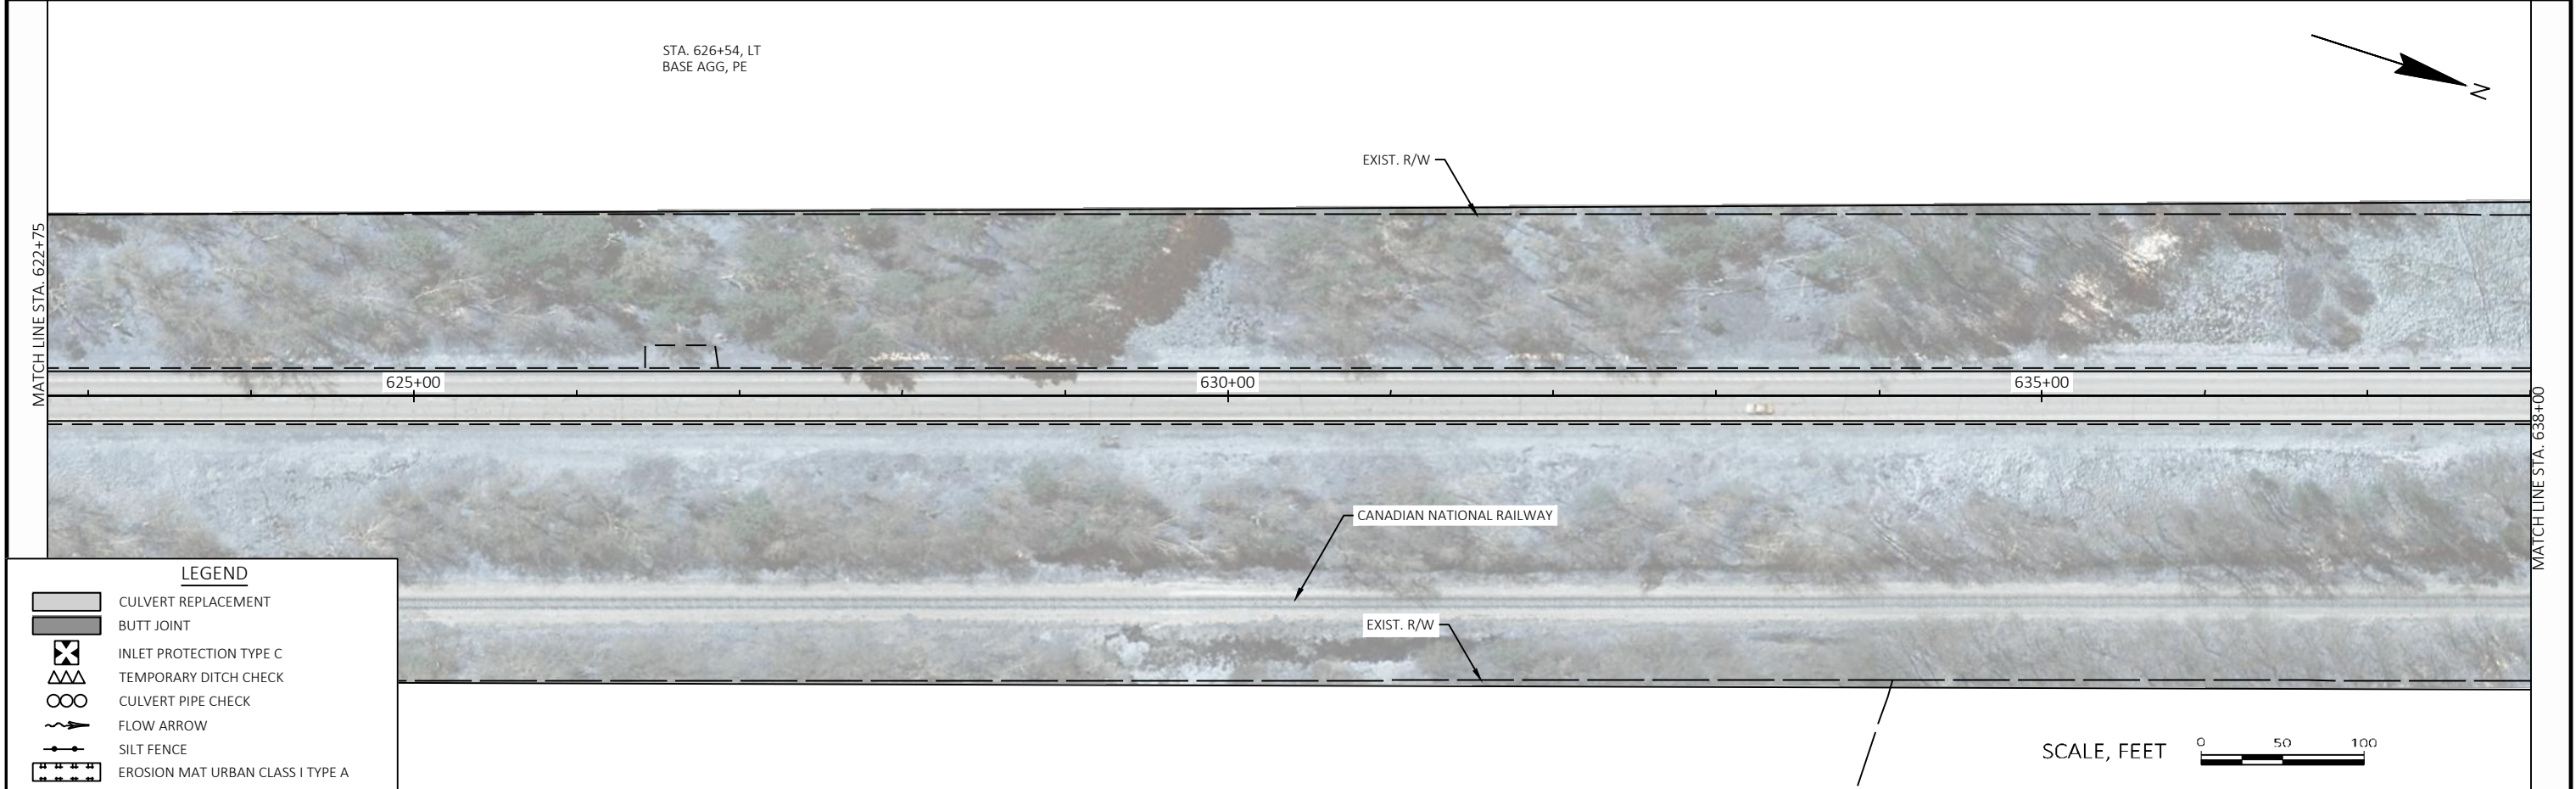 STA. 626+54, LT
BASE AGG, PE
N
EXIST. R/W
MATCH LINE STA. 622+75
625+00
630+00
635+00
MATCH LINE STA. 638+00
CANADIAN NATIONAL RAILWAY
EXIST. R/W
LEGEND
CULVERT REPLACEMENT
BUTT JOINT
INLET PROTECTION TYPE C
TEMPORARY DITCH CHECK
CULVERT PIPE CHECK
FLOW ARROW
SILT FENCE
EROSION MAT URBAN CLASS I TYPE A
SCALE, FEET
0 50 100